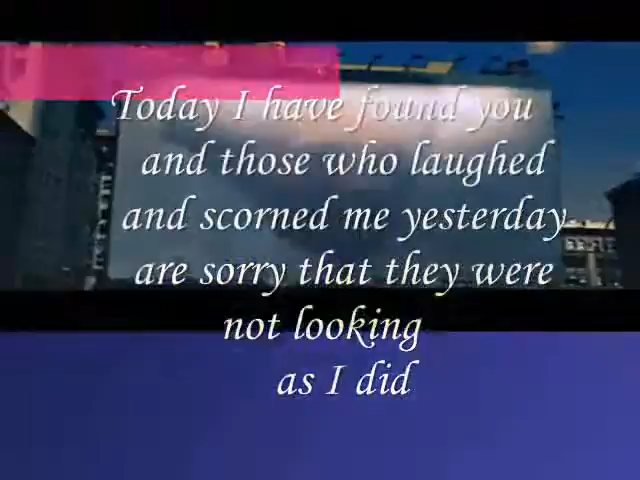 Today I have found you
and those who laughed
and scorned me yesterday
are sorry that they were
not looking
as I did